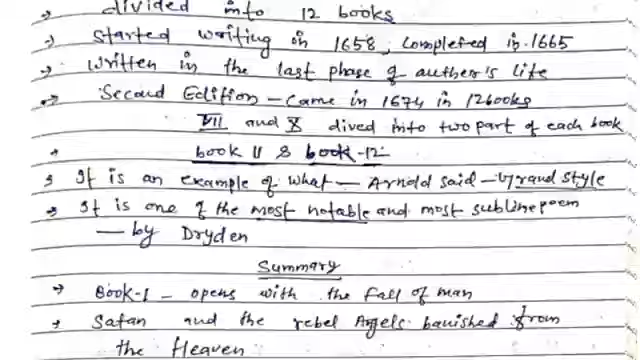 → divided into 12 books
→ Started writing in 1658, completed in 1665
→ written in the last phase of auther's life
→ Second Edition - came in 1674 in 12 books
VII and X dived into two part of each book
→ book 11 & book-12
→ It is an example of what - Arnold said - grand style
→ It is one of the most notable and most subline poem
— by Dryden
Summary
→ Book-1 - opens with the fall of man
→ Satan and the rebel Angels banished from
the Heaven